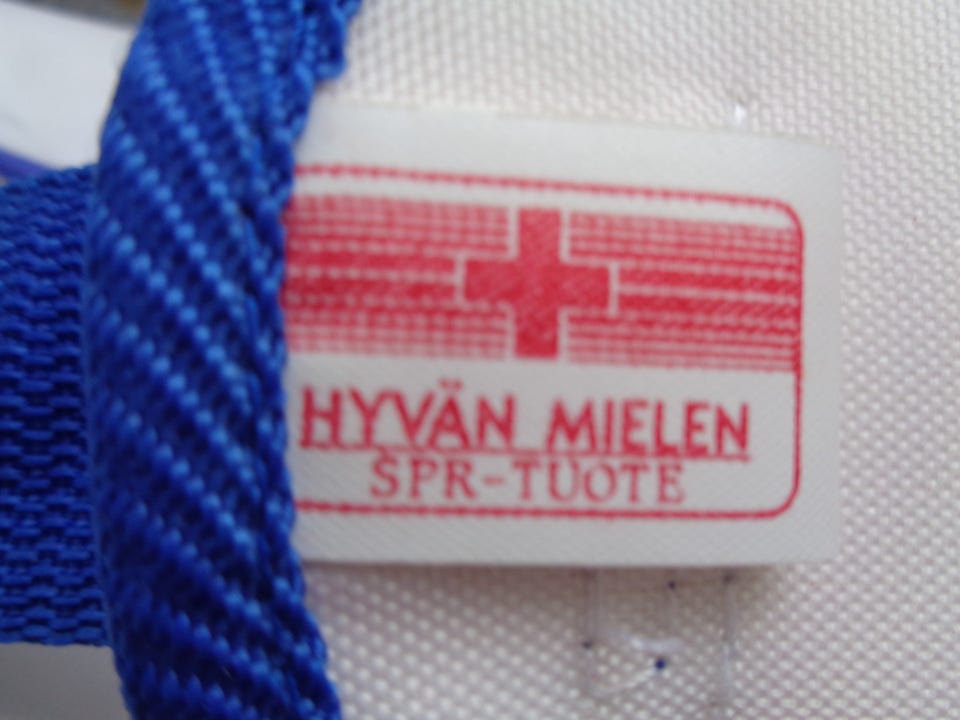 HYVÄN MIELEN
SPR-TUOTE